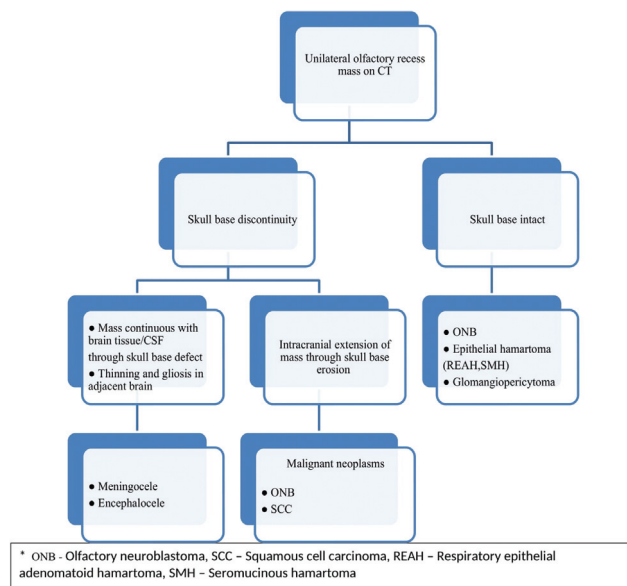 Unilateral olfactory recess
mass on CT
Skull base discontinuity
Skull base intact
● Mass continuous with
brain tissue/CSF
through skull base defect
● Thinning and gliosis in
adjacent brain
Intracranial extension of
mass through skull base
erosion
● ONB
● Epithelial hamartoma
(REAH,SMH)
● Glomangiopericytoma
● Meningocele
● Encephalocele
Malignant neoplasms
● ONB
● SCC
* ONB - Olfactory neuroblastoma, SCC – Squamous cell carcinoma, REAH – Respiratory epithelial
adenomatoid hamartoma, SMH – Seromucinous hamartoma